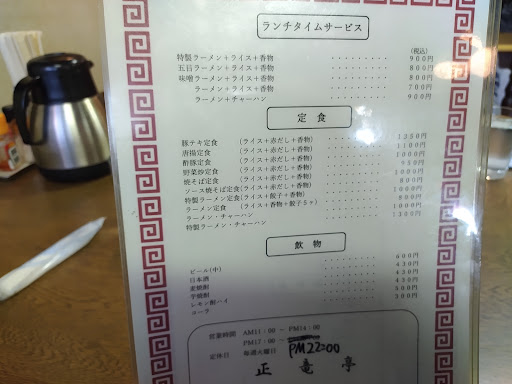 ランチタイムサービス
(税込)
特製ラーメン+ライス+香物 ・・・・・・・・ 900円
五目ラーメン+ライス+香物 ・・・・・・・・ 800円
味噌ラーメン+ライス+香物 ・・・・・・・・ 800円
ラーメン+ライス+香物 ・・・・・・・・ 700円
ラーメン+チャーハン ・・・・・・・・ 900円
定 食
豚テキ定食 (ライス+赤だし+香物) ・・・・・・・・ 1250円
唐揚定食 (ライス+赤だし+香物) ・・・・・・・・ 1100円
酢豚定食 (ライス+赤だし+香物) ・・・・・・・・ 1000円
野菜炒定食 (ライス+赤だし+香物) ・・・・・・・・ 950円
焼そば定食 (ライス+赤だし+香物) ・・・・・・・・ 900円
ソース焼そば定食(ライス+赤だし+香物) ・・・・・・・・
特製ラーメン定食(ライス+餃子+香物) ・・・・・・・・
ラーメン定食 (ライス+香物+餃子5ヶ) ・・・・・・・・
ラーメン・チャーハン ・・・・・・・・ 1000円
特製ラーメン・チャーハン ・・・・・・・・ 1300円
飲 物
ビール(中) ・・・・・・・・ 600円
日本酒 ・・・・・・・・ 430円
麦焼酎 ・・・・・・・・ 430円
芋焼酎 ・・・・・・・・ 430円
レモン酎ハイ ・・・・・・・・ 500円
コーラ ・・・・・・・・ 300円
営業時間 AM11:00 ~ PM14:00
PM17:00 ~ PM22:00
定休日 毎週火曜日
正 竜 亭